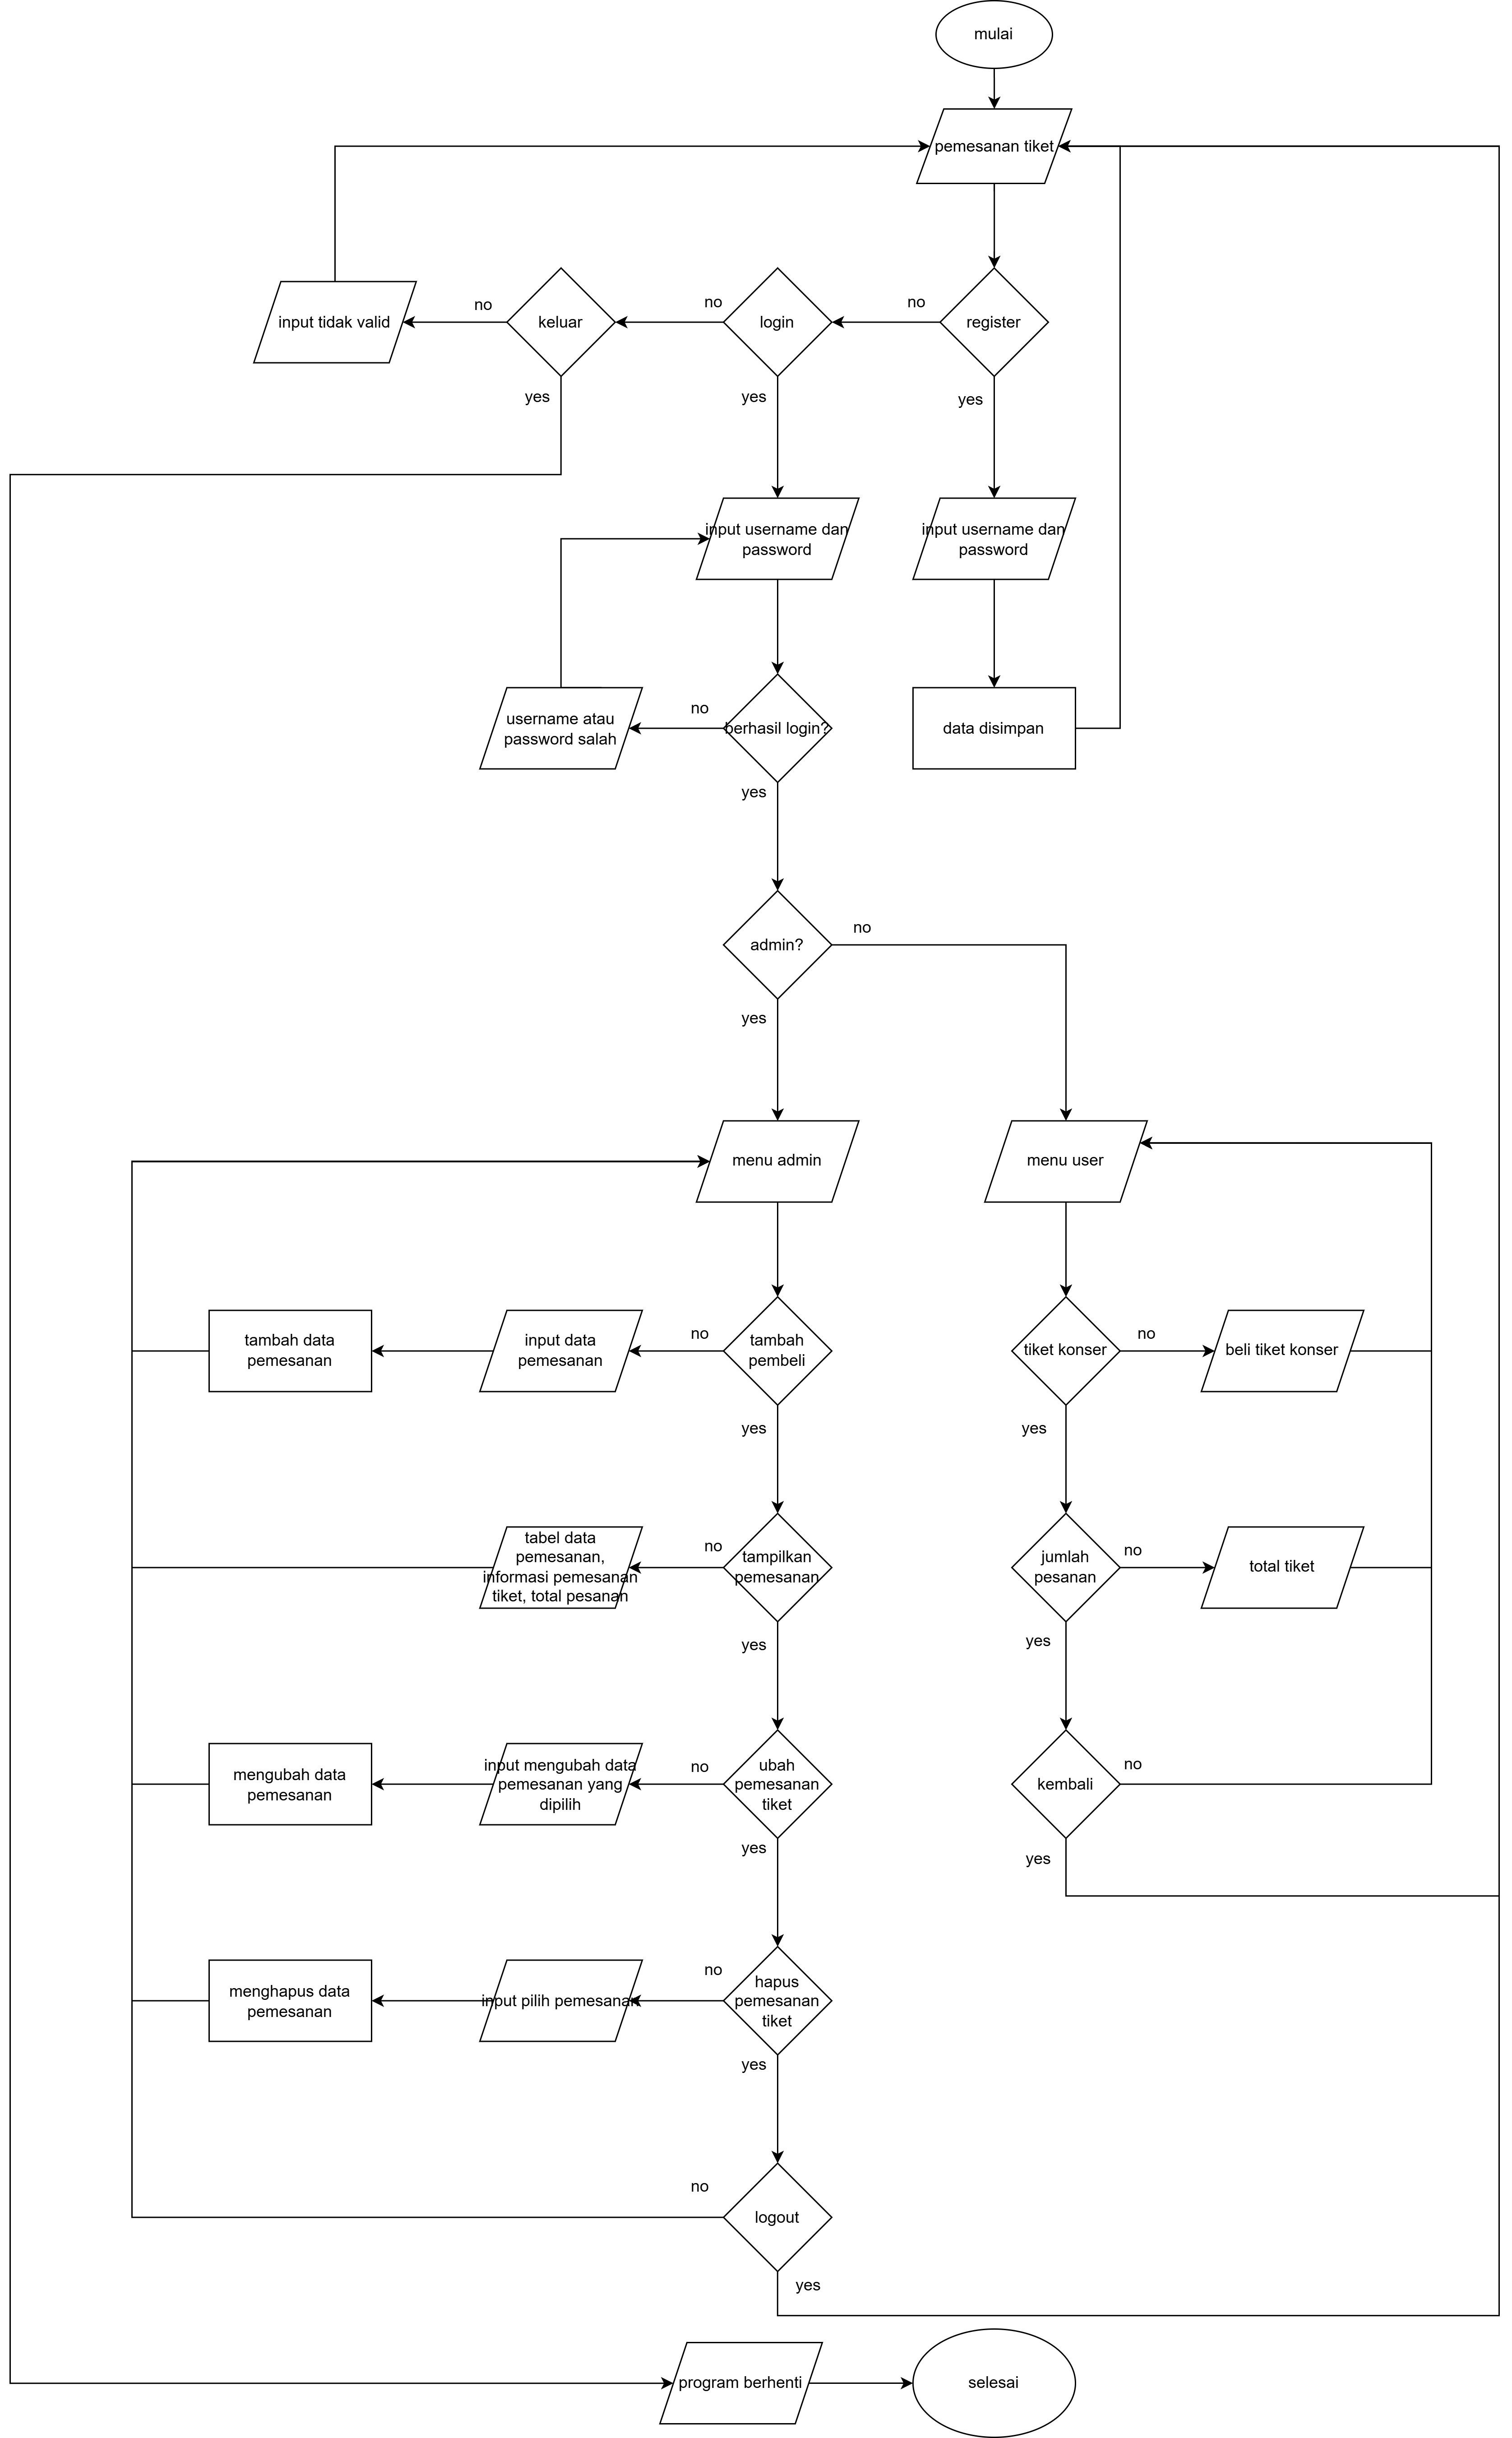 mulai
pemesanan tiket
input tidak valid
no
keluar
no
login
no
register
yes
yes
yes
input username dan
password
input username dan
password
username atau
password salah
no
berhasil login?
data disimpan
yes
admin?
no
yes
menu admin
menu user
tambah data
pemesanan
input data
pemesanan
no
tambah
pembeli
tiket konser
no
beli tiket konser
yes
yes
tabel data
pemesanan,
informasi pemesanan
tiket, total pesanan
no
tampilkan
pemesanan
jumlah
pesanan
no
total tiket
yes
yes
mengubah data
pemesanan
input mengubah data
pemesanan yang
dipilih
no
ubah
pemesanan
tiket
kembali
no
yes
yes
menghapus data
pemesanan
input pilih pemesanan
no
hapus
pemesanan
tiket
yes
no
logout
yes
program berhenti
selesai